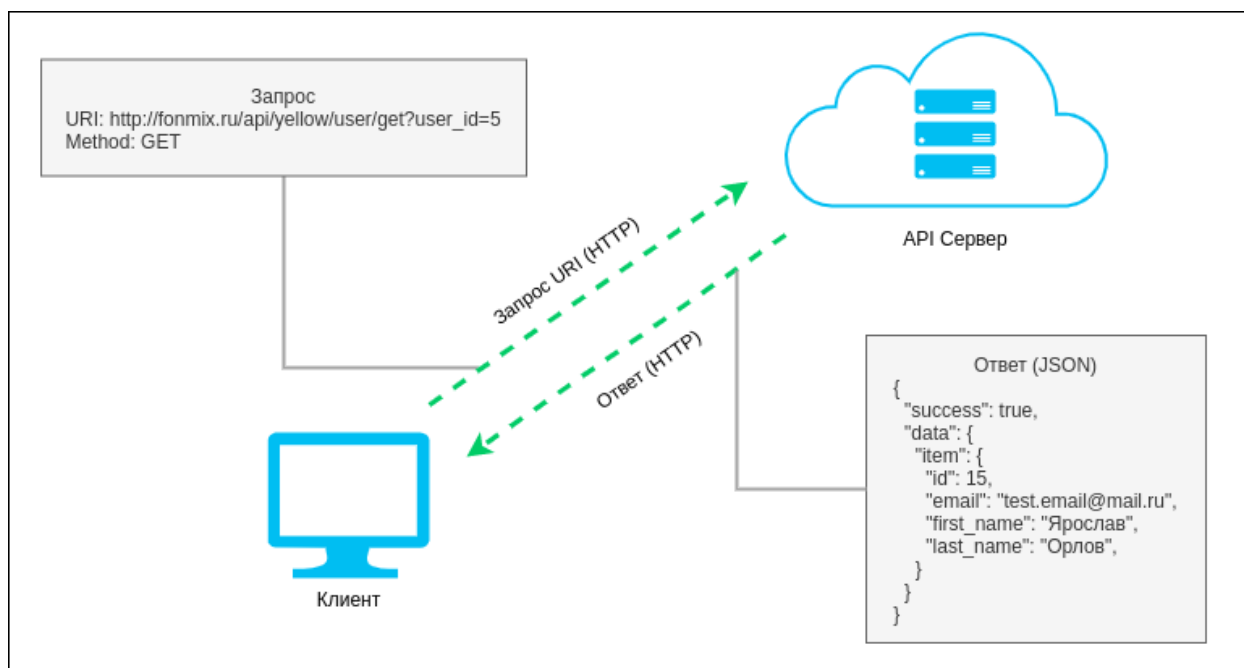 Запрос
URI: http://fonmix.ru/api/yellow/user/get?user_id=5
Method: GET
API Сервер
Запрос URI (HTTP)
Ответ (HTTP)
Ответ (JSON)
{
"success": true,
"data": {
"item": {
"id": 15,
"email": "test.email@mail.ru",
"first_name": "Ярослав",
"last_name": "Орлов",
}
}
}
Клиент